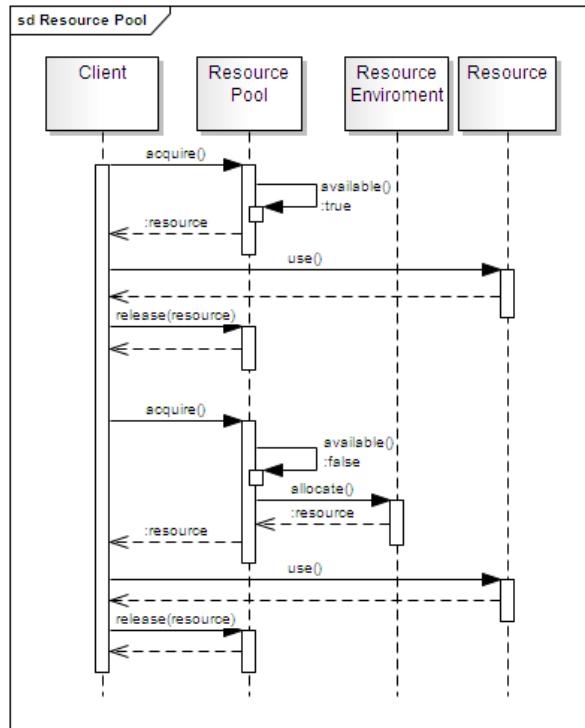 sd Resource Pool
Client
Resource
Pool
Resource
Enviroment
Resource
acquire()
available()
:true
:resource
use()
release(resource)
acquire()
available()
:false
allocate()
:resource
:resource
use()
release(resource)